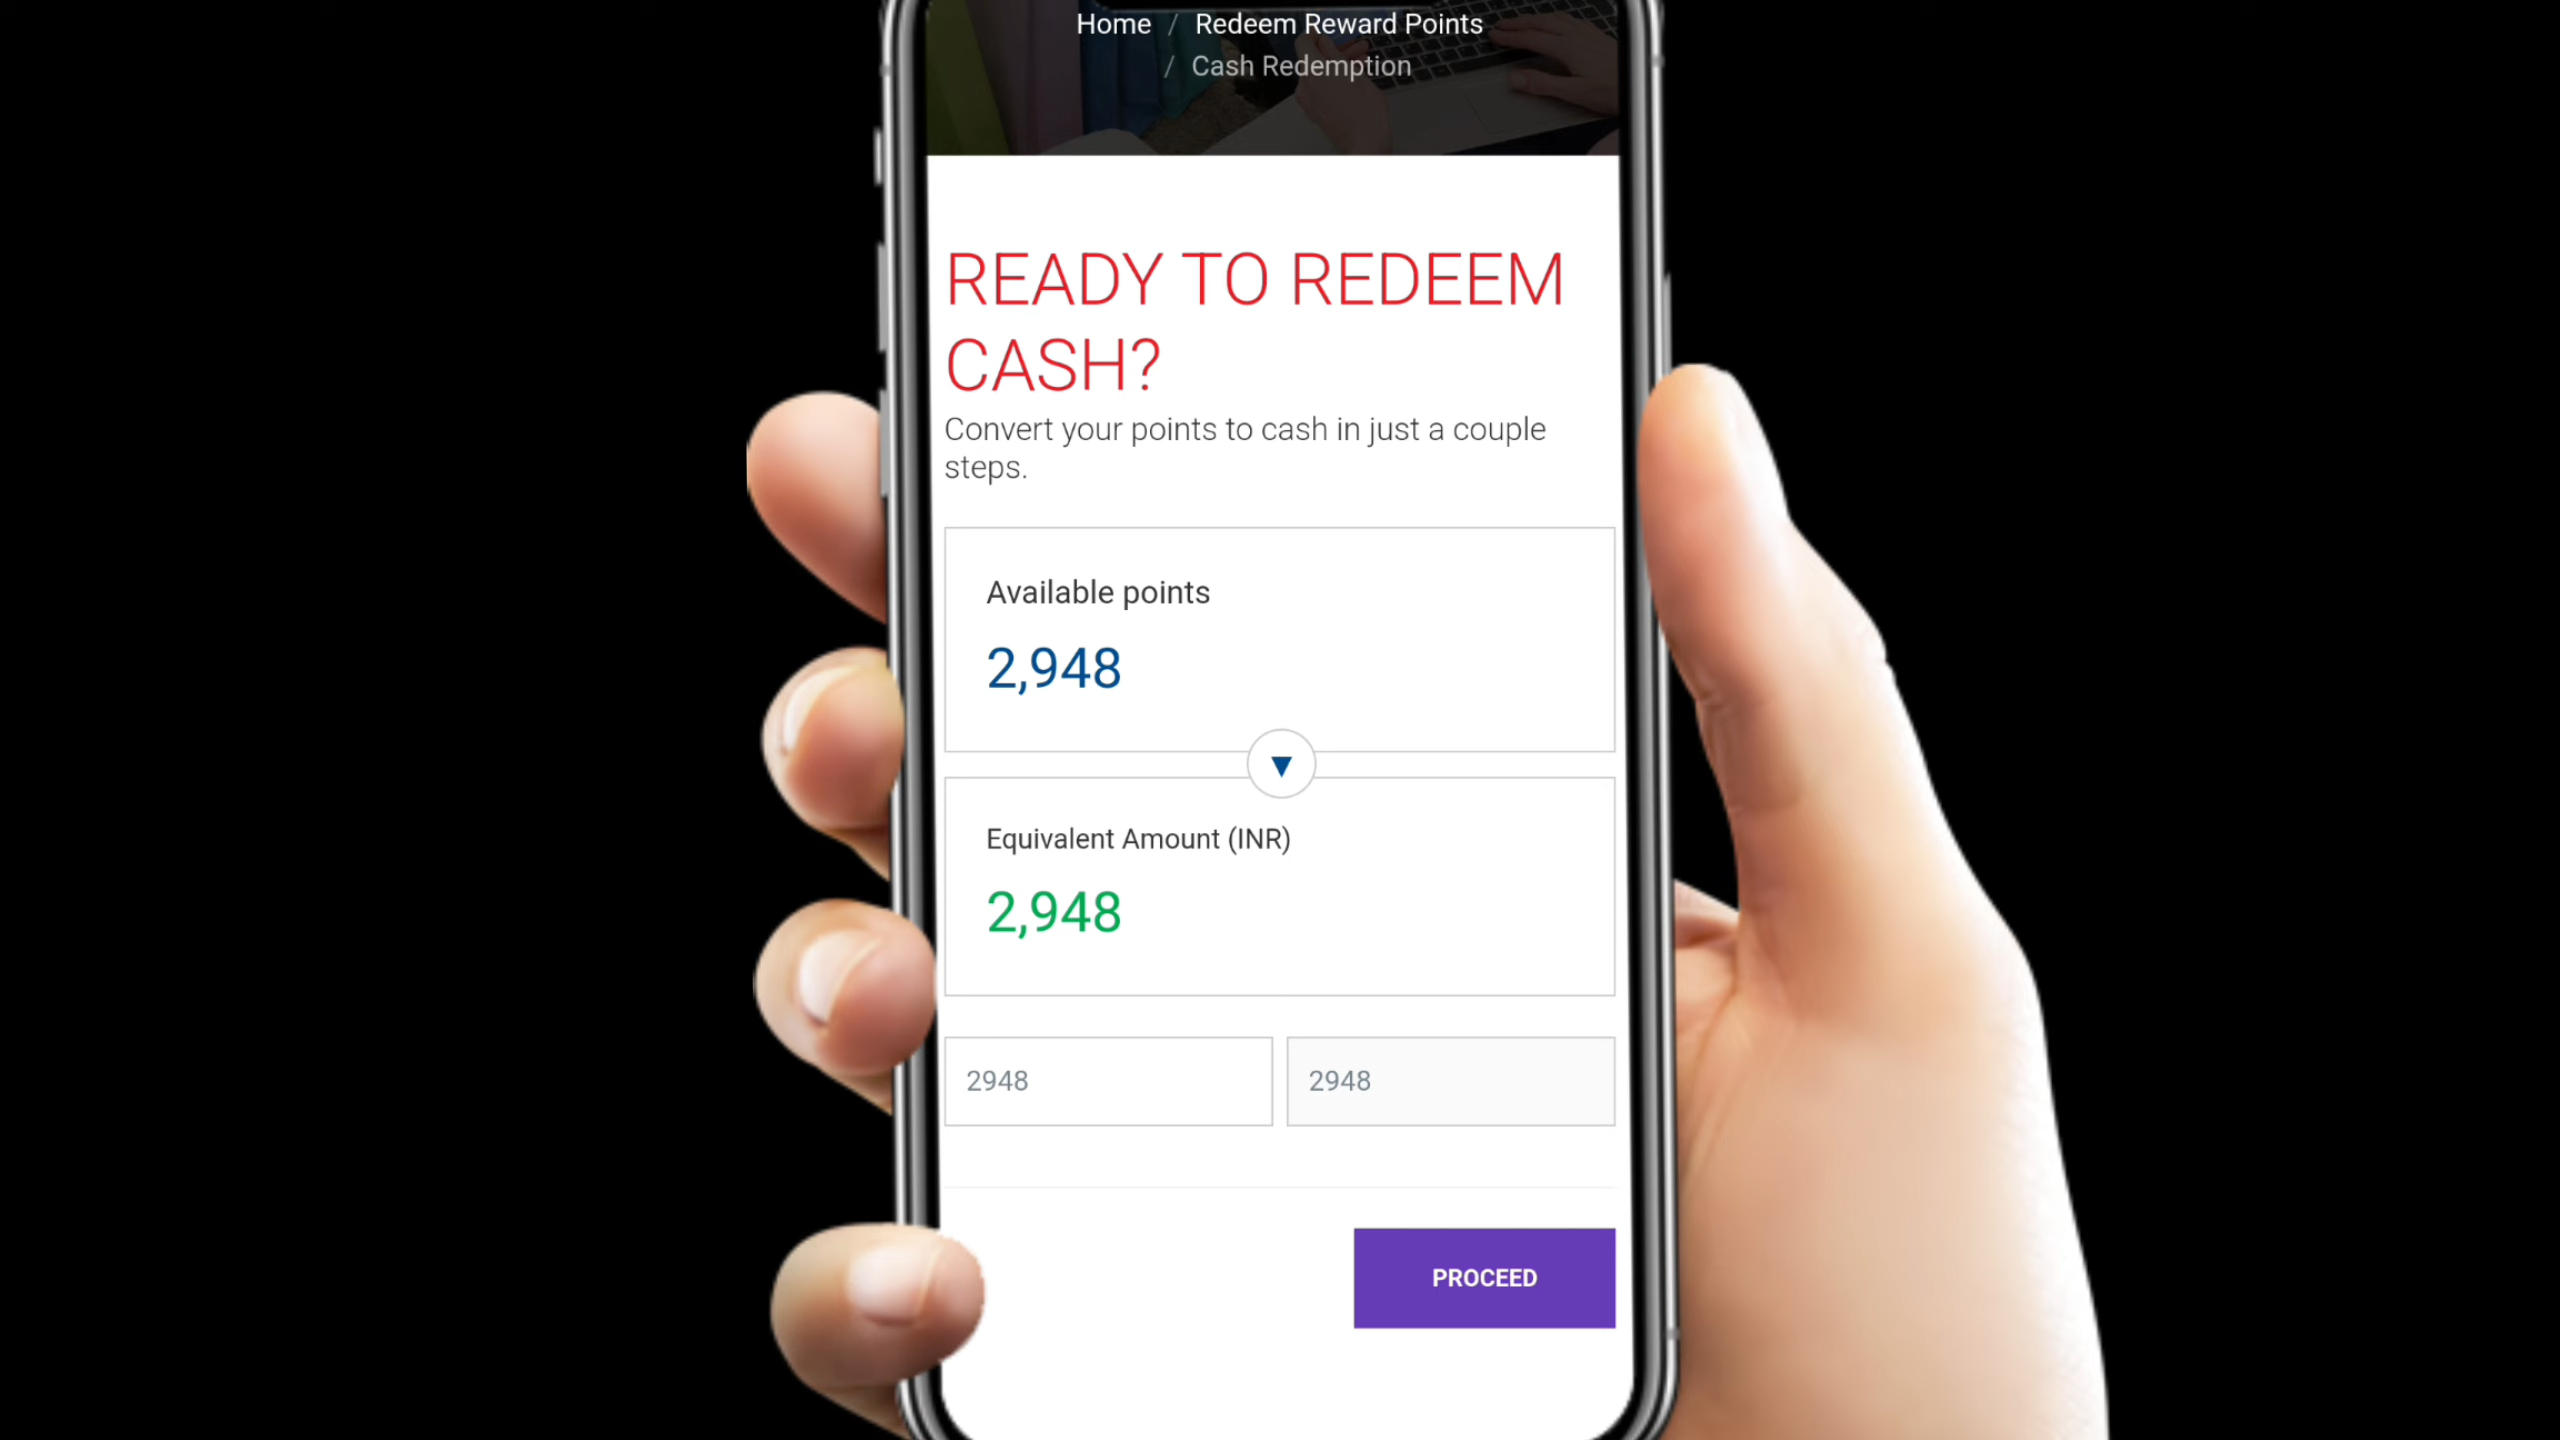 Home / Redeem Reward Points
/ Cash Redemption
READY TO REDEEM
CASH?
Convert your points to cash in just a couple
steps.
Available points
2,948
▼
Equivalent Amount (INR)
2,948
2948 2948
PROCEED